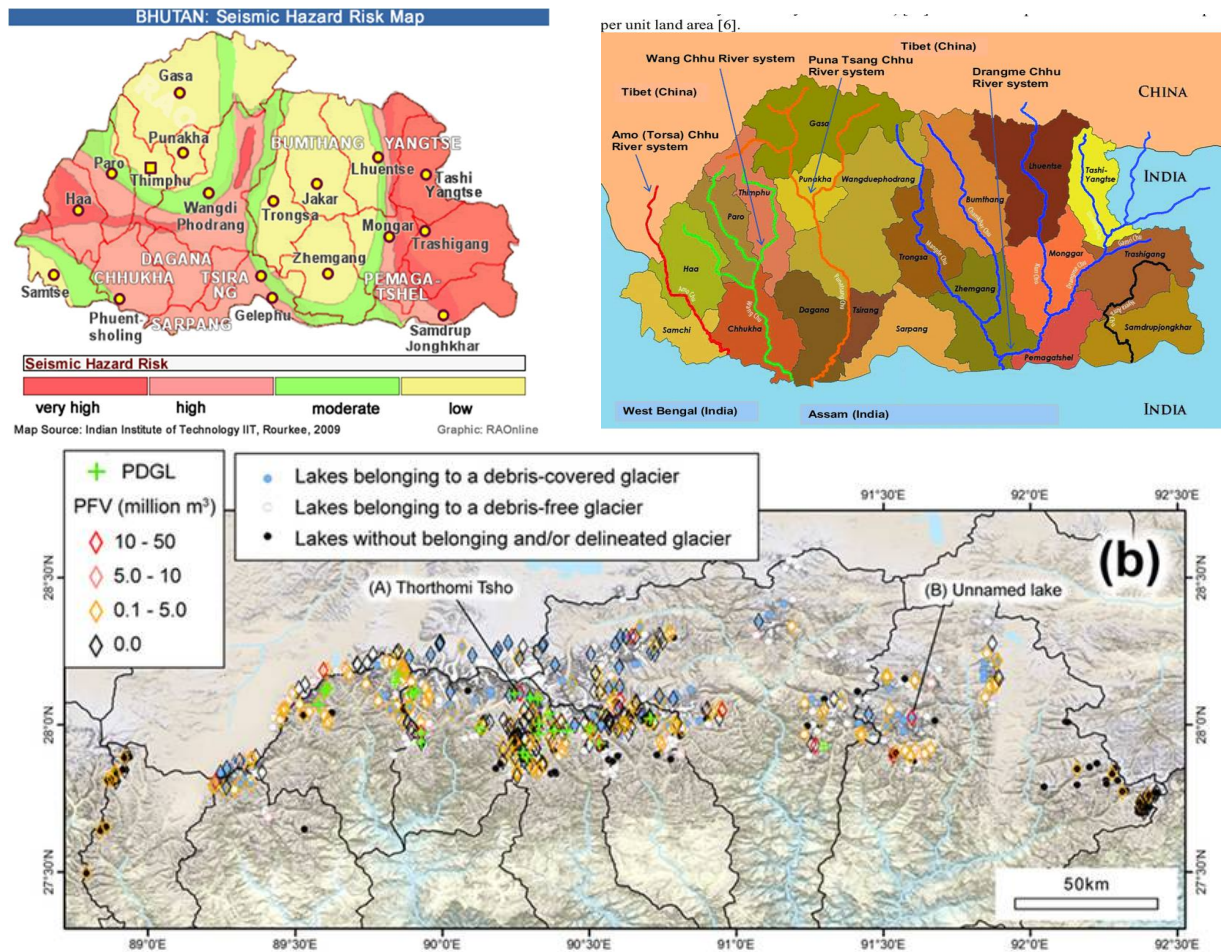 BHUTAN: Seismic Hazard Risk Map
Gasa
Punakha
Paro
Thimphu
Haa
Wangdi
Phodrang
BUMTHANG
YANGTSE
Lhuentse
Tashi
Yangtse
Jakar
Trongsa
Mongar
Trashigang
Zhemgang
DAGANA
CHHUKHA
TSIRA
NG
PEMAGA-
TSHEL
Samtse
Phuent-
sholing
SARPANG
Gelephu
Samdrup
Jonghkhar
Seismic Hazard Risk
very high
high
moderate
low
Map Source: Indian Institute of Technology IIT, Rourkee, 2009
Graphic: RAOnline
per unit land area [6].
Tibet (China)
Wang Chhu River system
Puna Tsang Chhu
River system
Drangme Chhu
River system
Tibet (China)
CHINA
Amo (Torsa) Chhu
River system
Gasa
Lhuentse
Tashi-
Yangtse
INDIA
Punakha
Wangduephodrang
Thimphu
Bumthang
Paro
Haa
Trongsa
Monggar
Trashigang
Zhemgang
Dagana
Tsirang
Sarpang
Samchi
Chhukha
Samdrupjongkhar
Pemagatshel
West Bengal (India)
Assam (India)
INDIA
PDGL
PFV (million m³)
10 - 50
5.0 - 10
0.1 - 5.0
0.0
Lakes belonging to a debris-covered glacier
Lakes belonging to a debris-free glacier
Lakes without belonging and/or delineated glacier
91°30'E
92°0'E
92°30'E
(b)
(A) Thorthomi Tsho
(B) Unnamed lake
28°30'N
28°0'N
27°30'N
28°30'N
28°0'N
27°30'N
50km
89°0'E
89°30'E
90°0'E
90°30'E
91°0'E
91°30'E
92°0'E
92°30'E